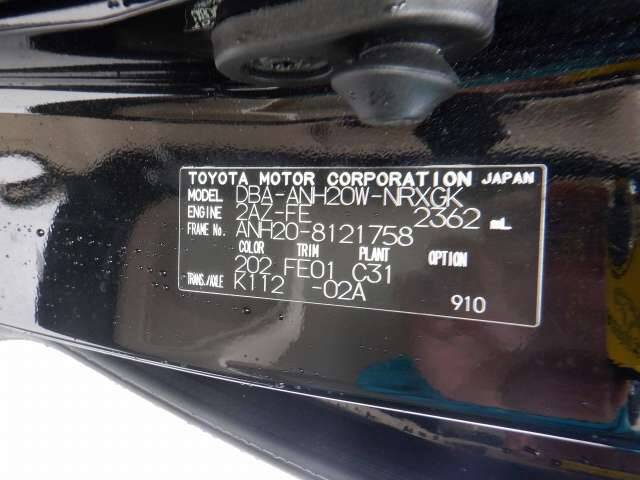 TOYOTA MOTOR CORPORATION JAPAN
MODEL DBA-ANH20W-NRXGK
ENGINE 2AZ-FE 2362 mL
FRAME No. ANH20-8121758
COLOR TRIM PLANT OPTION
202 FE01 C31
TRANS./AXLE K112 -02A
910